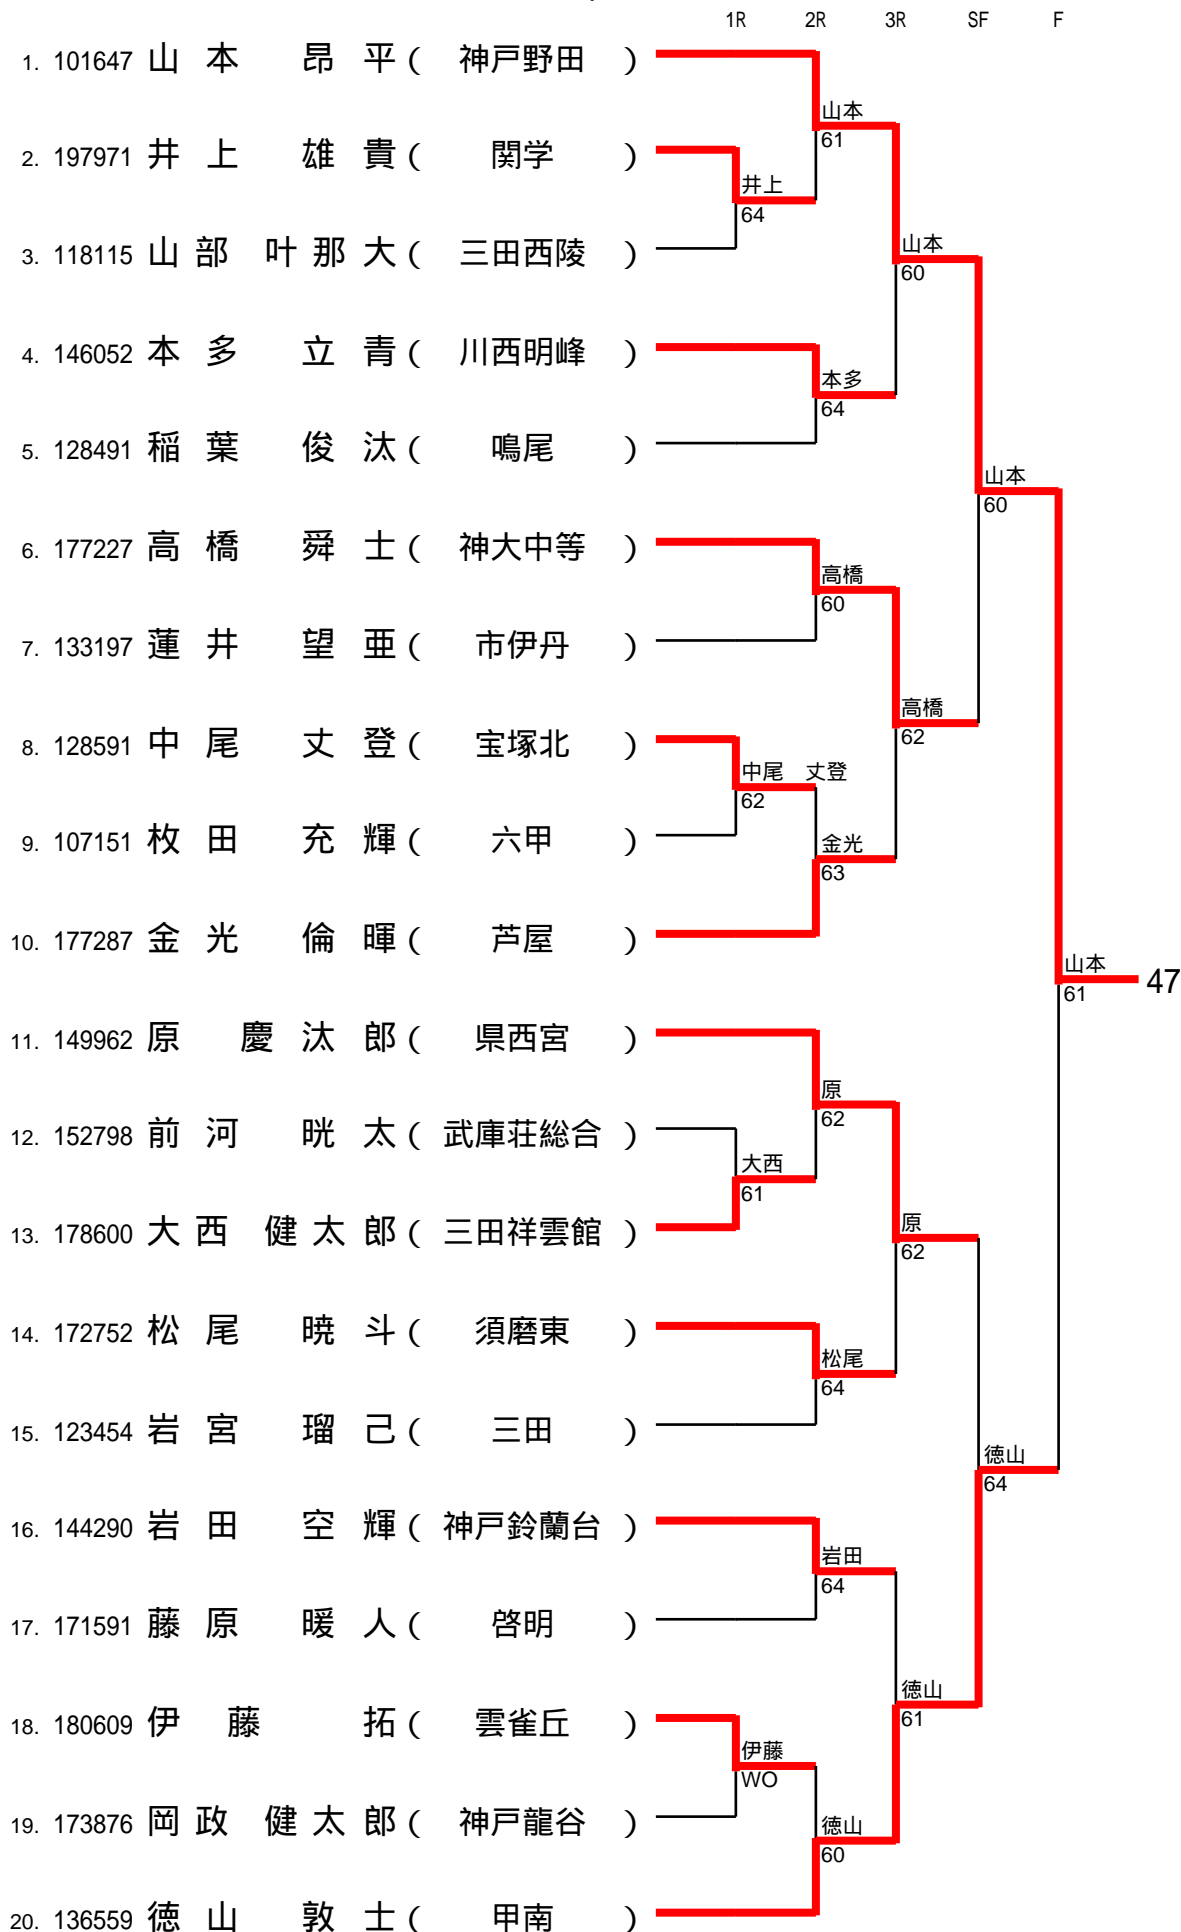 1R 2R 3R SF F
1. 101647 山本 昂平 ( 神戸野田 )
山本
61
2. 197971 井上 雄貴 ( 関学 )
井上
64
3. 118115 山部 叶那大 ( 三田西陵 )
山本
60
4. 146052 本多 立青 ( 川西明峰 )
本多
64
5. 128491 稲葉 俊汰 ( 鳴尾 )
山本
60
6. 177227 高橋 舜士 ( 神大中等 )
高橋
60
7. 133197 蓮井 望亜 ( 市伊丹 )
高橋
62
8. 128591 中尾 丈登 ( 宝塚北 )
中尾 丈登
62
9. 107151 枚田 充輝 ( 六甲 )
金光
63
10. 177287 金光 倫暉 ( 芦屋 )
山本
61
47
11. 149962 原 慶汰郎 ( 県西宮 )
原
62
12. 152798 前河 晄太 ( 武庫荘総合 )
大西
61
13. 178600 大西 健太郎 ( 三田祥雲館 )
原
62
14. 172752 松尾 暁斗 ( 須磨東 )
松尾
64
15. 123454 岩宮 瑠己 ( 三田 )
徳山
64
16. 144290 岩田 空輝 ( 神戸鈴蘭台 )
岩田
64
17. 171591 藤原 暖人 ( 啓明 )
徳山
61
18. 180609 伊藤 拓 ( 雲雀丘 )
伊藤
WO
19. 173876 岡政 健太郎 ( 神戸龍谷 )
徳山
60
20. 136559 徳山 敦士 ( 甲南 )